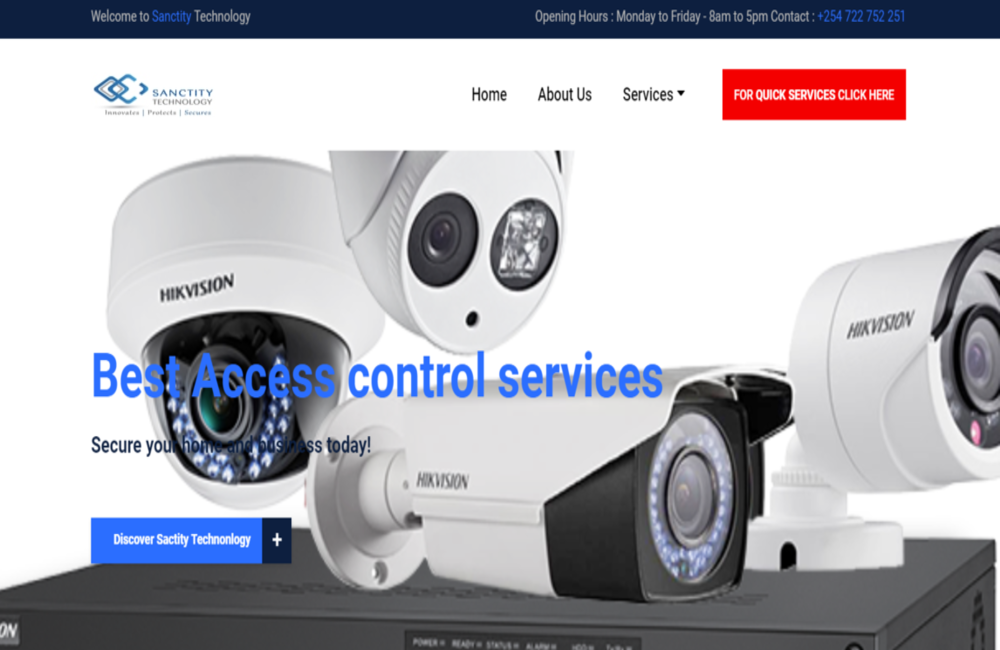 Welcome to Sanctity Technology
Opening Hours : Monday to Friday - 8am to 5pm Contact : +254 722 752 251
SANCTITY
TECHNOLOGY
Innovates | Protects | Secures
Home
About Us
Services
FOR QUICK SERVICES CLICK HERE
HIKVISION
HIKVISION
Best Access control services
Secure your home and business today!
HIKVISION
Discover Sactity Technonlogy
+
ON
POWER
READY
STATUS
ALARM
HDD